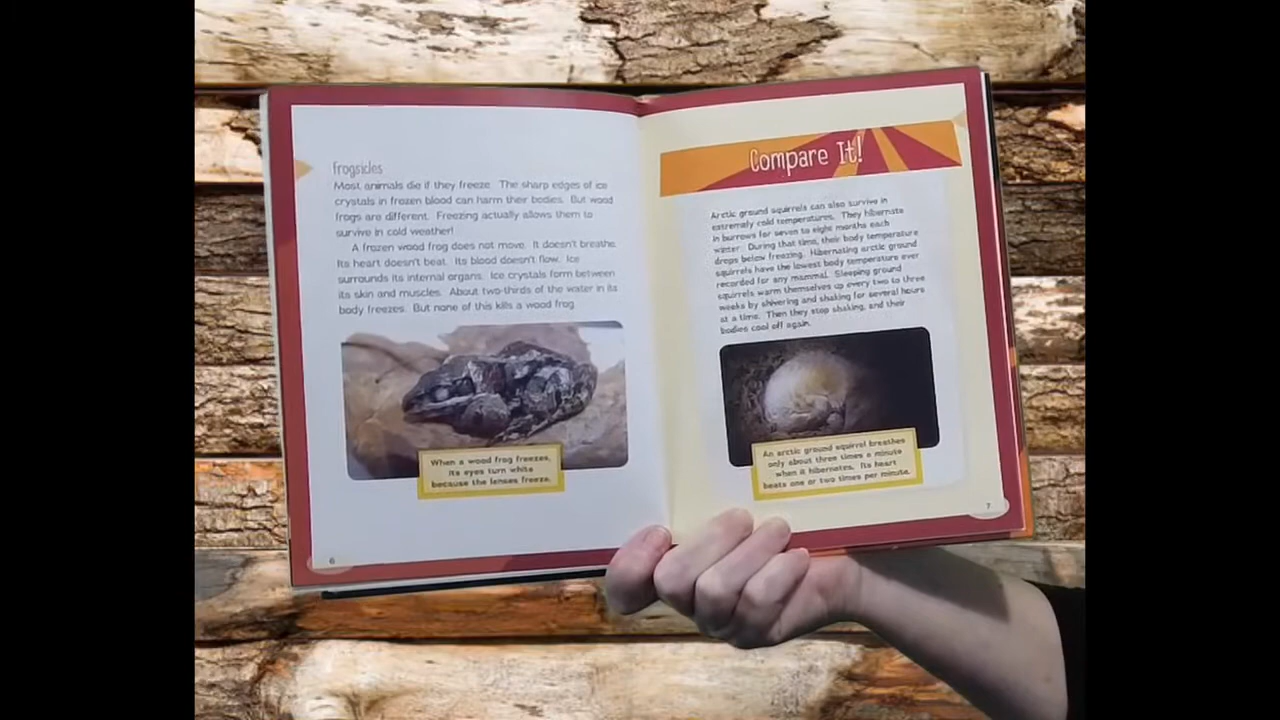 Frogsicles
Most animals die if they freeze. The sharp edges of ice
crystals in frozen blood can harm their bodies. But wood
frogs are different. Freezing actually allows them to
survive in cold weather!
A frozen wood frog does not move. It doesn't breathe.
Its heart doesn't beat. Its blood doesn't flow. Ice
surrounds its internal organs. Ice crystals form between
its skin and muscles. About two-thirds of the water in its
body freezes. But none of this kills a wood frog.
When a wood frog freezes,
its eyes turn white
because the lenses freeze.
6
Compare It!
Arctic ground squirrels can also survive in
extremely cold temperatures. They hibernate
in burrows for seven to eight months each
winter. During that time, their body temperature
drops below freezing. Hibernating arctic ground
squirrels have the lowest body temperature ever
recorded for any mammal. Sleeping ground
squirrels warm themselves up every two to three
weeks by shivering and shaking for several hours
at a time. Then they stop shaking, and their
bodies cool off again.
An arctic ground squirrel breathes
only about three times a minute
when it hibernates. Its heart
beats one or two times per minute.
7